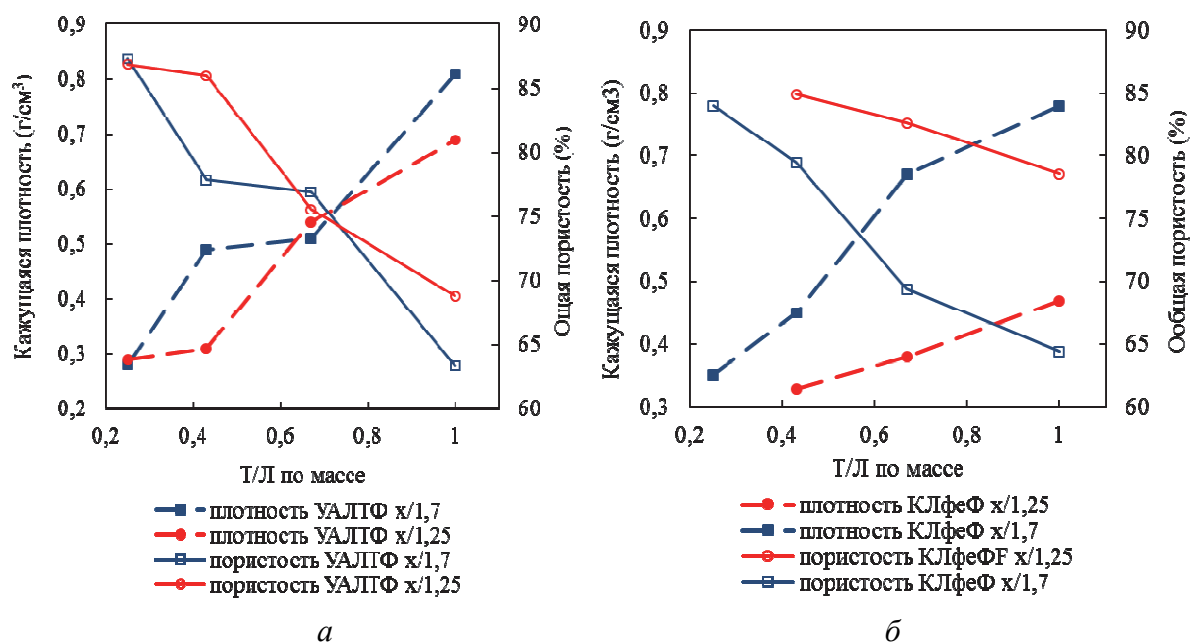 Кажущаяся плотность (г/см³)
0,9
0,8
0,7
0,6
0,5
0,4
0,3
0,2
90
85
80
75
70
65
60
Ощая пористость (%)
0,2 0,4 0,6 0,8 1
Т/Л по массе
плотность УАЛТФ х/1,7
плотность УАЛТФ х/1,25
пористость УАЛТФ х/1,7
пористость УАЛТФ х/1,25
а
Кажущаяся плотность (г/см3)
0,9
0,8
0,7
0,6
0,5
0,4
0,3
90
85
80
75
70
65
60
Ообщая пористость (%)
0,2 0,4 0,6 0,8 1
Т/Л по массе
плотность КЛфеФ х/1,25
плотность КЛфеФ х/1,7
пористость КЛфеФF х/1,25
пористость КЛфеФ х/1,7
б